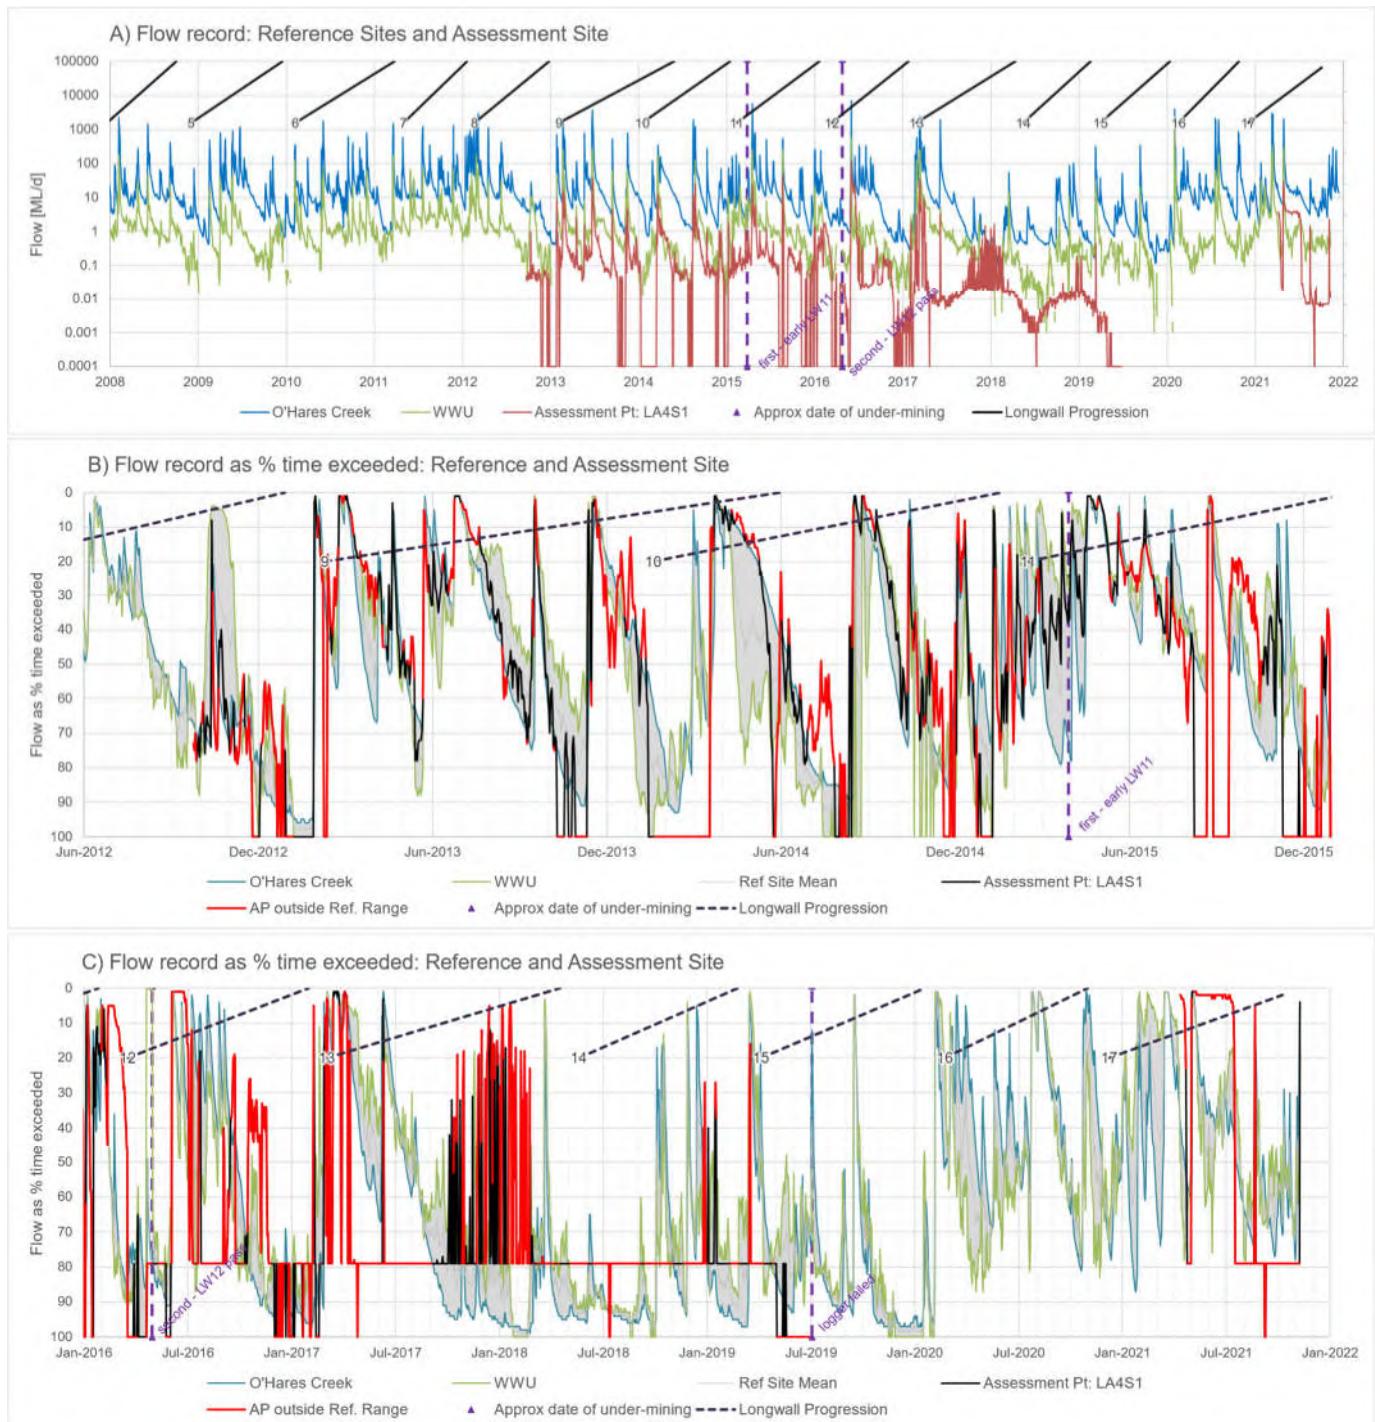 A) Flow record: Reference Sites and Assessment Site
100000
10000
1000
100
10
1
0.1
0.01
0.001
0.0001
Flow [ML/d]
5
6
7
8
9
10
11
12
13
14
15
16
17
first - early LW11
second - LW12 pass
2008
2009
2010
2011
2012
2013
2014
2015
2016
2017
2018
2019
2020
2021
2022
O'Hares Creek
WWU
Assessment Pt: LA4S1
Approx date of under-mining
Longwall Progression
B) Flow record as % time exceeded: Reference and Assessment Site
0
10
20
30
40
50
60
70
80
90
100
Flow as % time exceeded
9
10
11
first - early LW11
Jun-2012
Dec-2012
Jun-2013
Dec-2013
Jun-2014
Dec-2014
Jun-2015
Dec-2015
O'Hares Creek
WWU
Ref Site Mean
Assessment Pt: LA4S1
AP outside Ref. Range
Approx date of under-mining
Longwall Progression
C) Flow record as % time exceeded: Reference and Assessment Site
0
10
20
30
40
50
60
70
80
90
100
Flow as % time exceeded
12
13
14
15
16
17
second - LW12 pass
logger failed
Jan-2016
Jul-2016
Jan-2017
Jul-2017
Jan-2018
Jul-2018
Jan-2019
Jul-2019
Jan-2020
Jul-2020
Jan-2021
Jul-2021
Jan-2022
O'Hares Creek
WWU
Ref Site Mean
Assessment Pt: LA4S1
AP outside Ref. Range
Approx date of under-mining
Longwall Progression